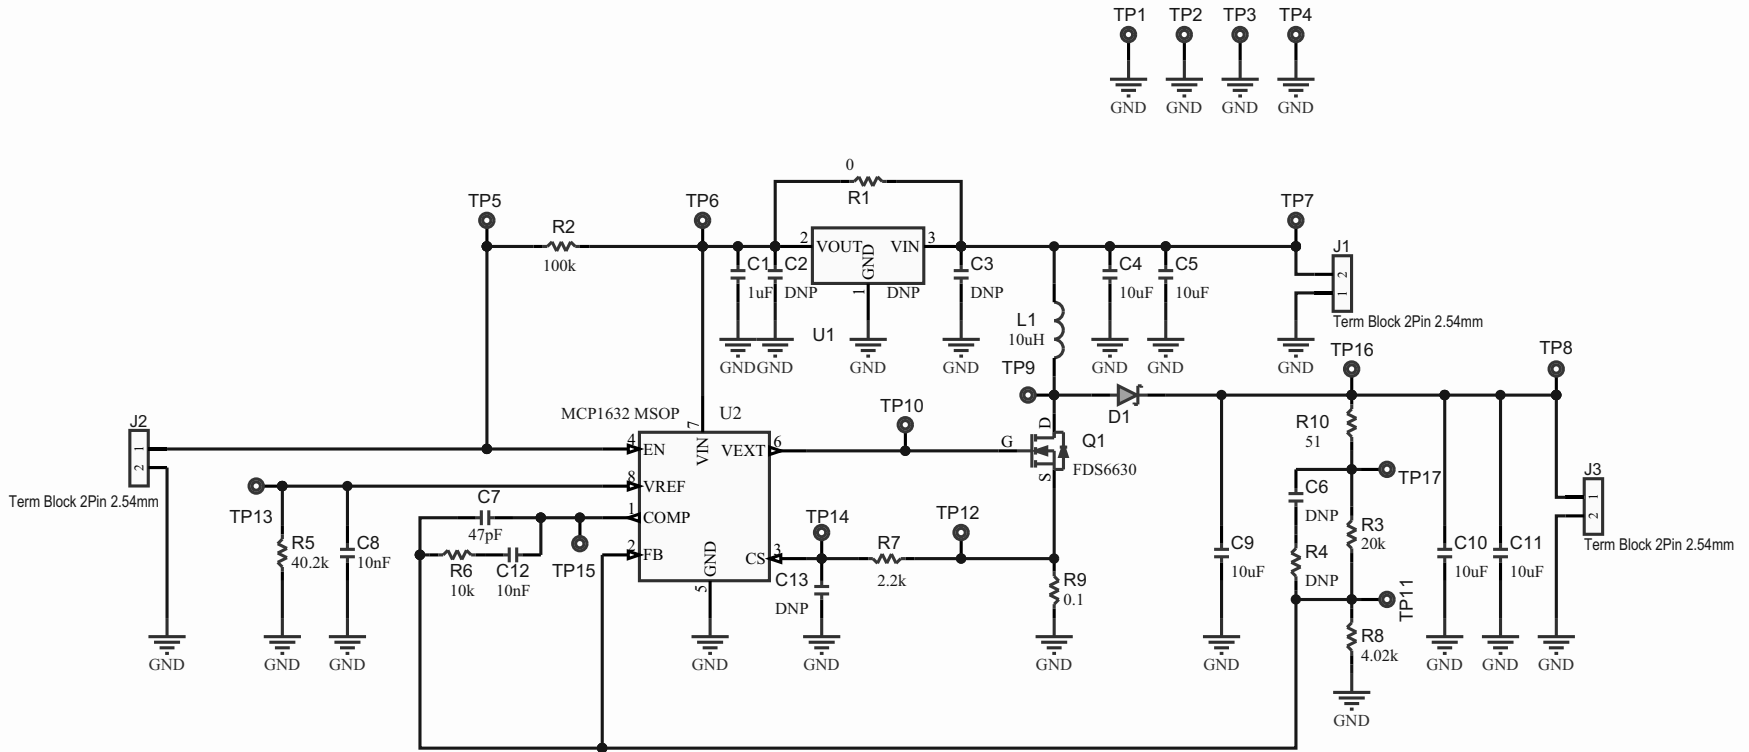 TP1 TP2 TP3 TP4
GND GND GND GND
0
R1
TP5 TP6 TP7
R2
100k
2 VOUT GND VIN 3
1
DNP
U1
C1 C2 C3 C4 C5
1uF DNP DNP 10uF 10uF
J1
2
1
Term Block 2Pin 2.54mm
L1
10uH
GND GND GND GND GND GND GND
TP9 TP16 TP8
D1
MCP1632 MSOP U2
7
VIN
TP10
J2
1
2
Term Block 2Pin 2.54mm
4 EN
VEXT 6
8 VREF
1 COMP
2 FB
CS 3
GND
5
G
D
S
Q1
FDS6630
R10
51
TP17
C6
DNP
R3
20k
R4
DNP
TP11
R8
4.02k
J3
1
2
Term Block 2Pin 2.54mm
TP13
R5
40.2k
C8
10nF
C7
47pF
R6
10k
C12
10nF
TP15
TP14
R7
2.2k
TP12
C13
DNP
R9
0.1
C9
10uF
C10
10uF
C11
10uF
GND GND GND GND GND GND GND GND GND
GND